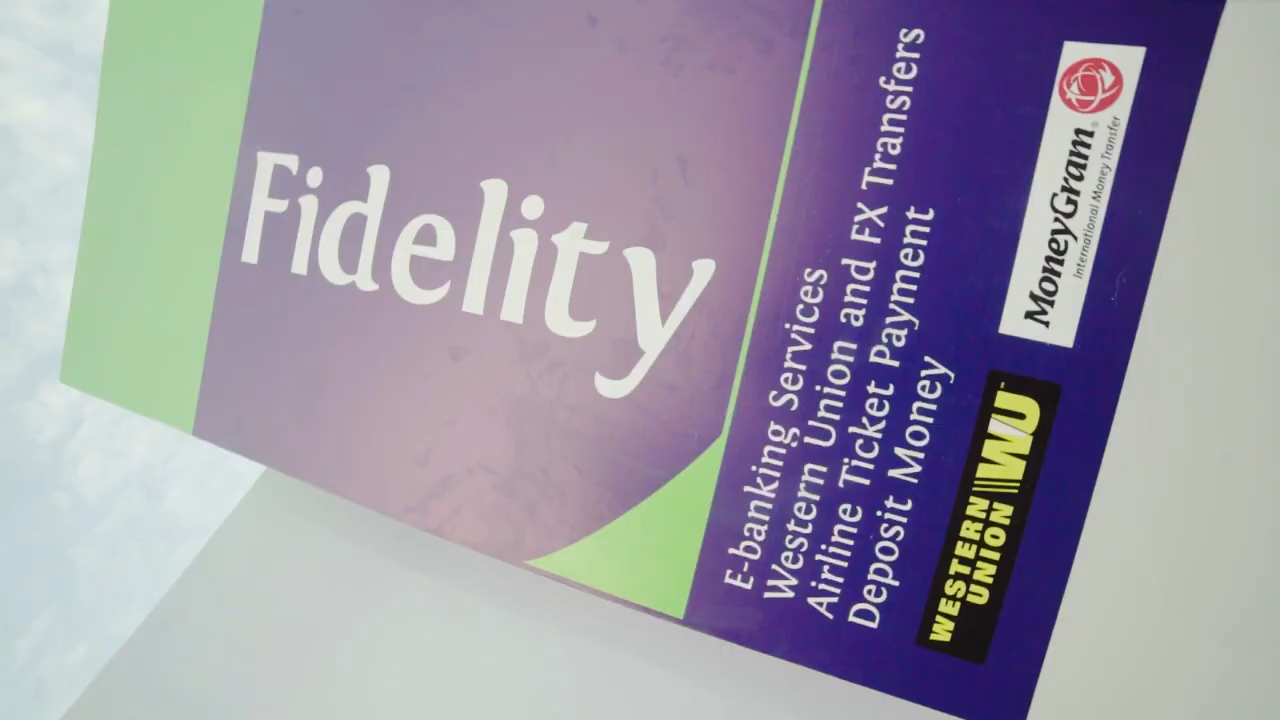 Fidelity
E-banking Services
Western Union and FX Transfers
Airline Ticket Payment
Deposit Money
WESTERN
UNION
WU
MoneyGram®
International Money Transfer